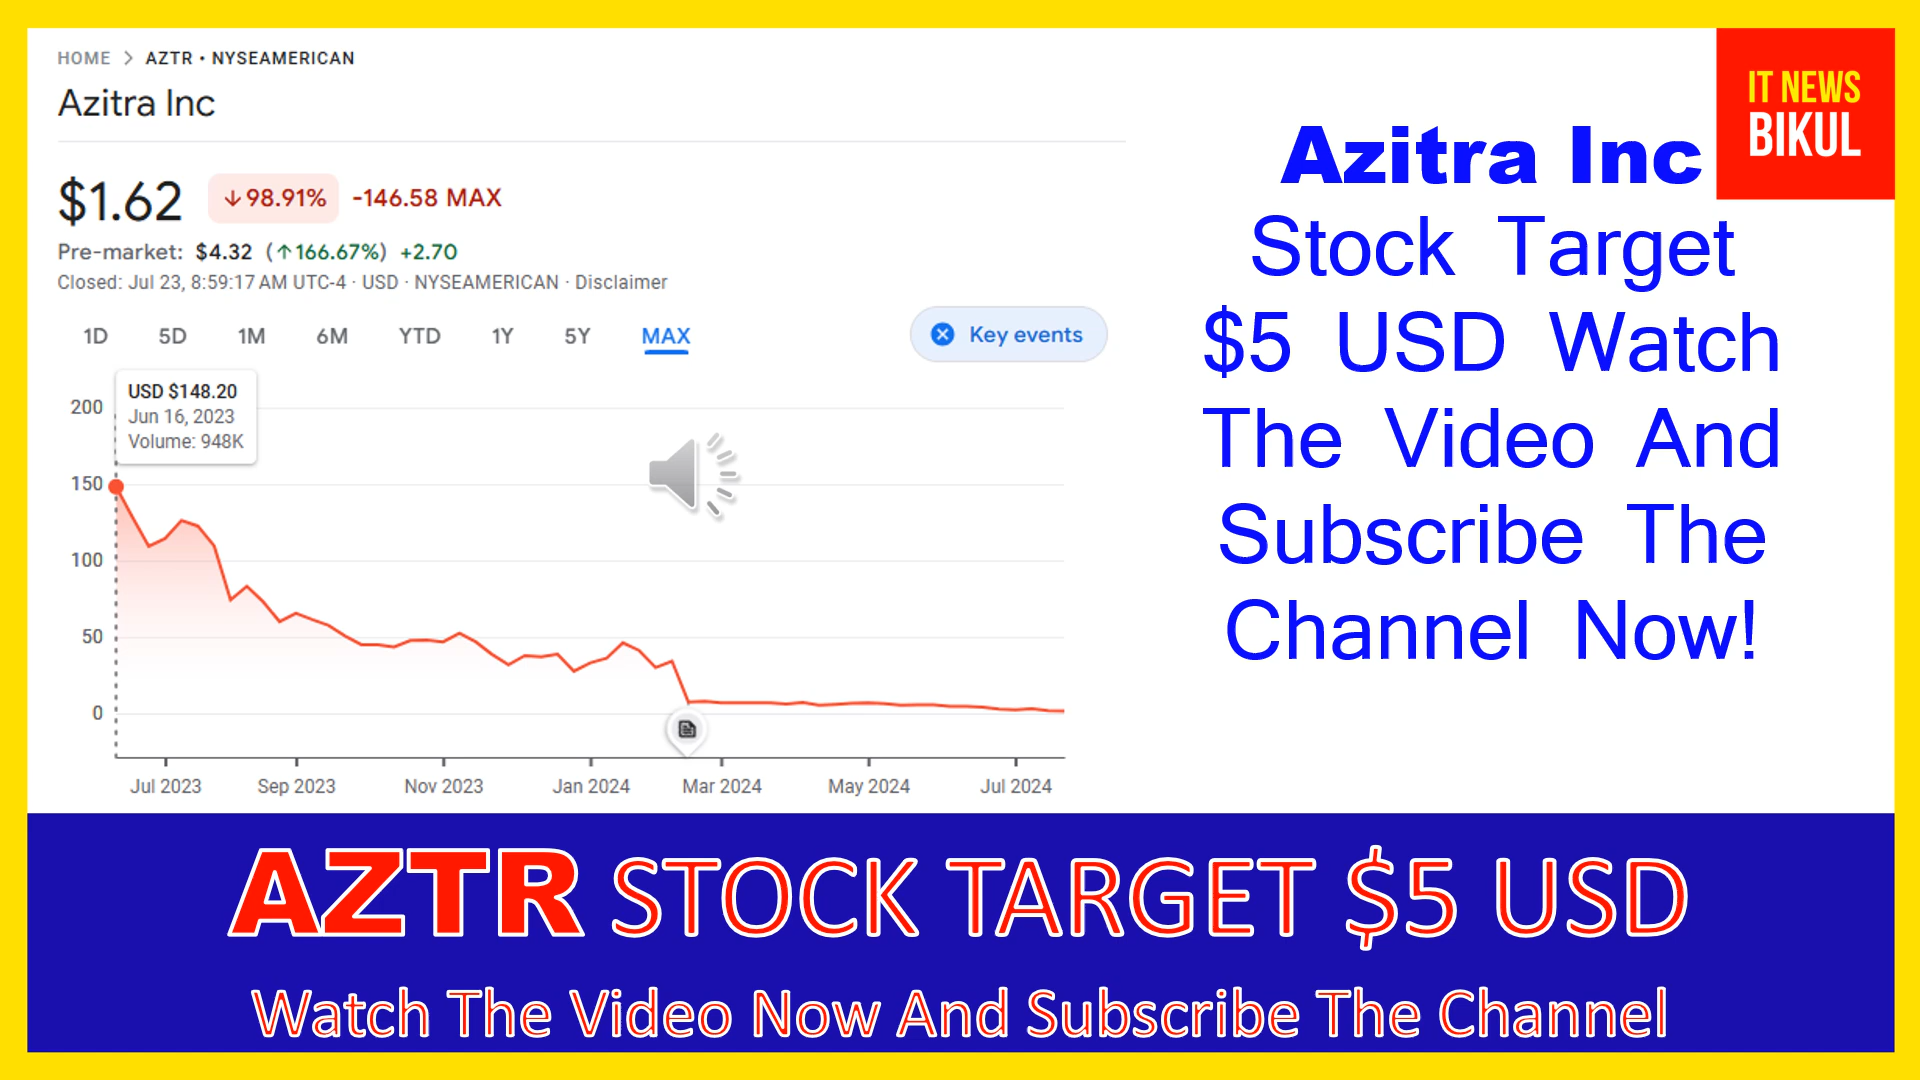 HOME > AZTR • NYSEAMERICAN
Azitra Inc
$1.62 ↓98.91% -146.58 MAX
Pre-market: $4.32 (↑166.67%) +2.70
Closed: Jul 23, 8:59:17 AM UTC-4 · USD · NYSEAMERICAN · Disclaimer
1D 5D 1M 6M YTD 1Y 5Y MAX
Key events
USD $148.20
Jun 16, 2023
Volume: 948K
200
150
100
50
0
Jul 2023 Sep 2023 Nov 2023 Jan 2024 Mar 2024 May 2024 Jul 2024
IT NEWS
BIKUL
Azitra Inc
Stock Target
$5 USD Watch
The Video And
Subscribe The
Channel Now!
AZTR STOCK TARGET $5 USD
Watch The Video Now And Subscribe The Channel